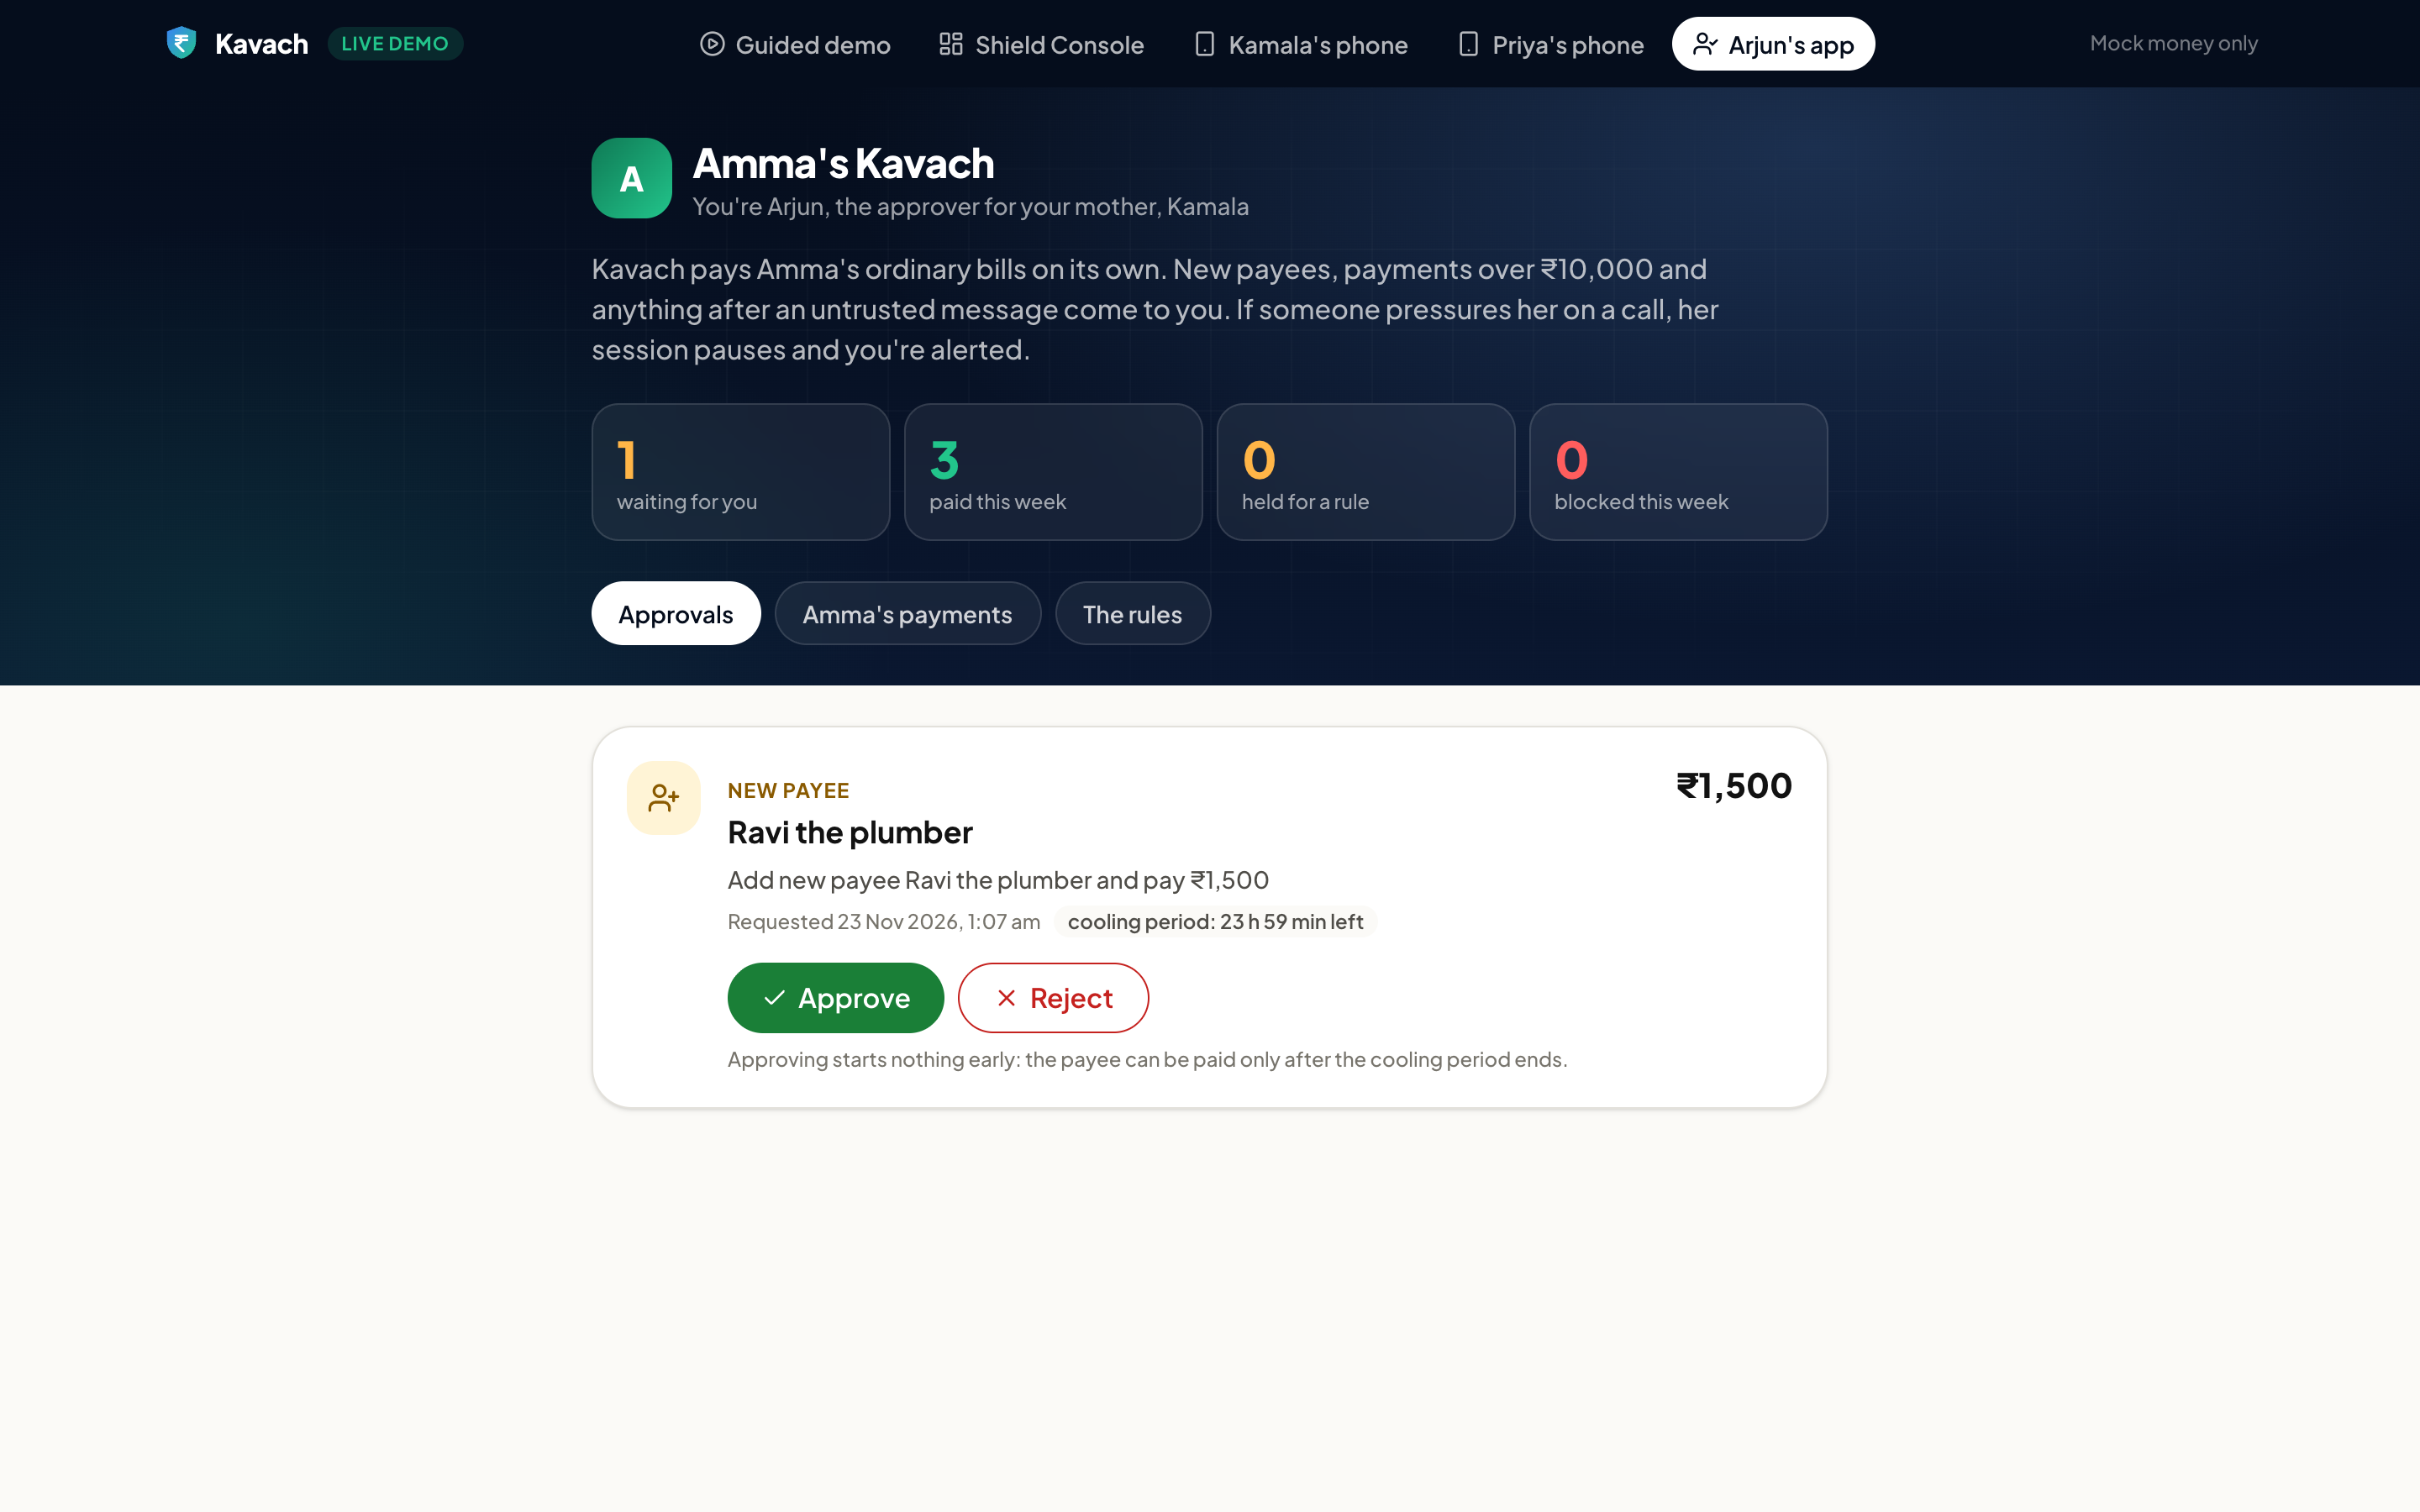 Kavach
LIVE DEMO
Guided demo
Shield Console
Kamala's phone
Priya's phone
Arjun's app
Mock money only
A
Amma's Kavach
You're Arjun, the approver for your mother, Kamala
Kavach pays Amma's ordinary bills on its own. New payees, payments over ₹10,000 and
anything after an untrusted message come to you. If someone pressures her on a call, her
session pauses and you're alerted.
1
waiting for you
3
paid this week
0
held for a rule
0
blocked this week
Approvals
Amma's payments
The rules
NEW PAYEE
₹1,500
Ravi the plumber
Add new payee Ravi the plumber and pay ₹1,500
Requested 23 Nov 2026, 1:07 am
cooling period: 23 h 59 min left
Approve
Reject
Approving starts nothing early: the payee can be paid only after the cooling period ends.